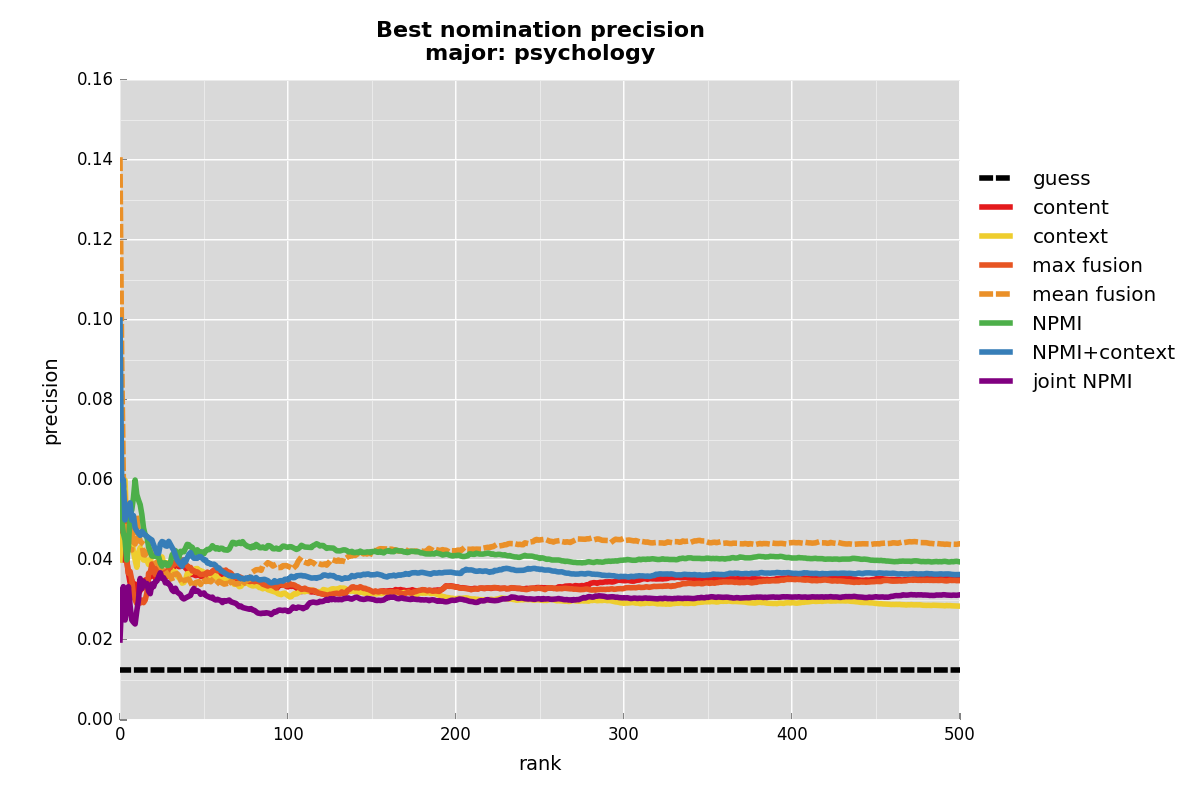 Best nomination precision
major: psychology
precision
0.16
0.14
0.12
0.10
0.08
0.06
0.04
0.02
0.00
0
100
200
300
400
500
rank
guess
content
context
max fusion
mean fusion
NPMI
NPMI+context
joint NPMI